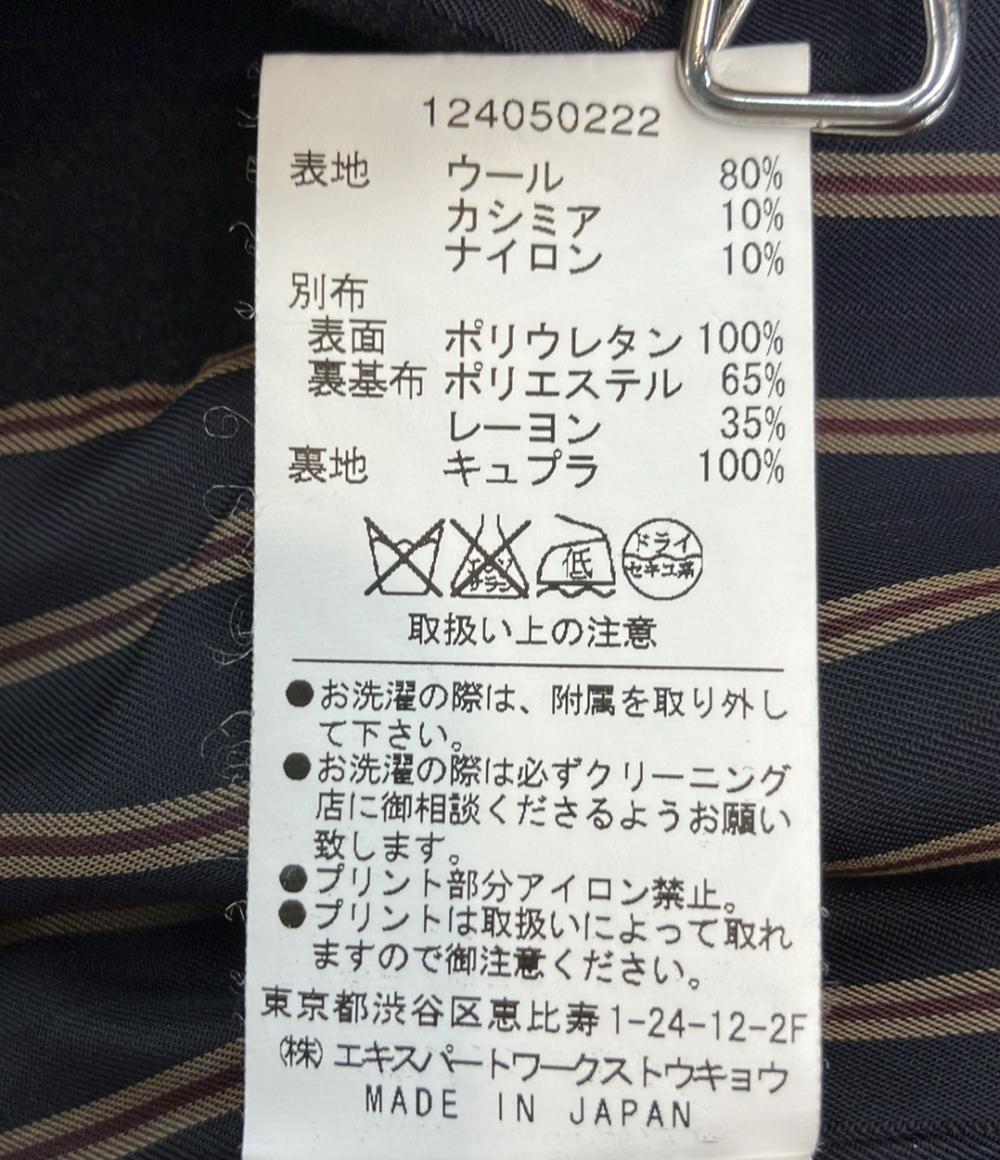 124050222
表地 ウール 80%
カシミア 10%
ナイロン 10%
別布
表面 ポリウレタン 100%
裏基布 ポリエステル 65%
レーヨン 35%
裏地 キュプラ 100%
エンソサラシ 低 ドライ
セキユ系
取扱い上の注意
●お洗濯の際は、附属を取り外し
て下さい。
●お洗濯の際は必ずクリーニング
店に御相談くださるようお願い
致します。
●プリント部分アイロン禁止。
●プリントは取扱いによって取れ
ますので御注意ください。
東京都渋谷区恵比寿1-24-12-2F
(株)エキスパートワークストウキョウ
MADE IN JAPAN